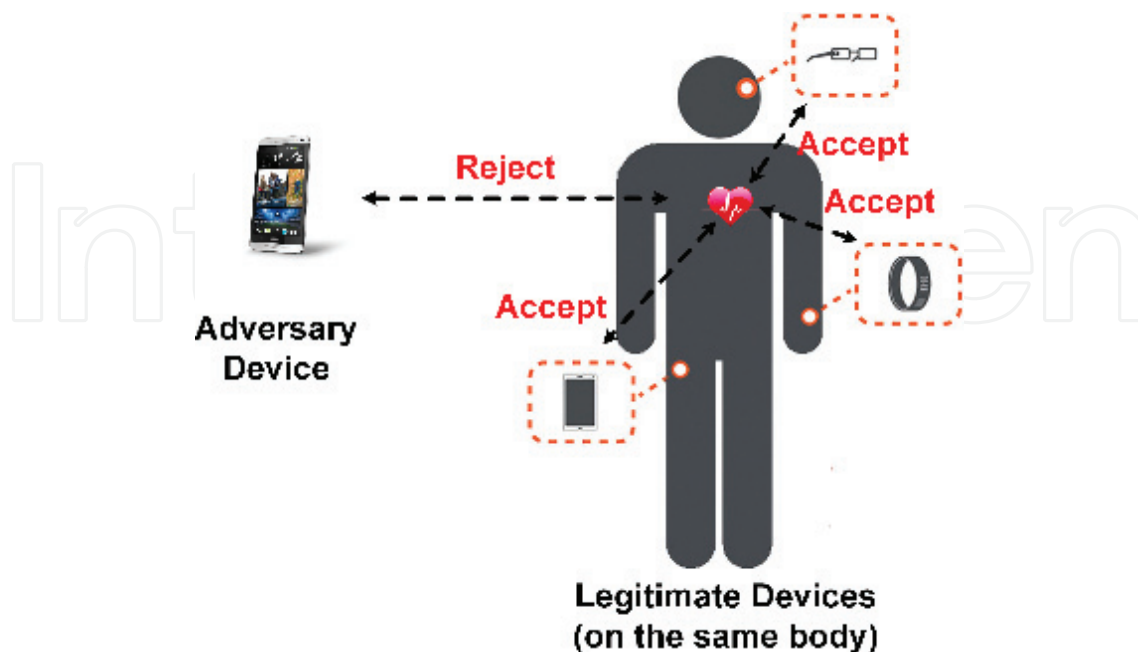 Accept
Reject
Accept
Accept
Adversary
Device
Legitimate Devices
(on the same body)